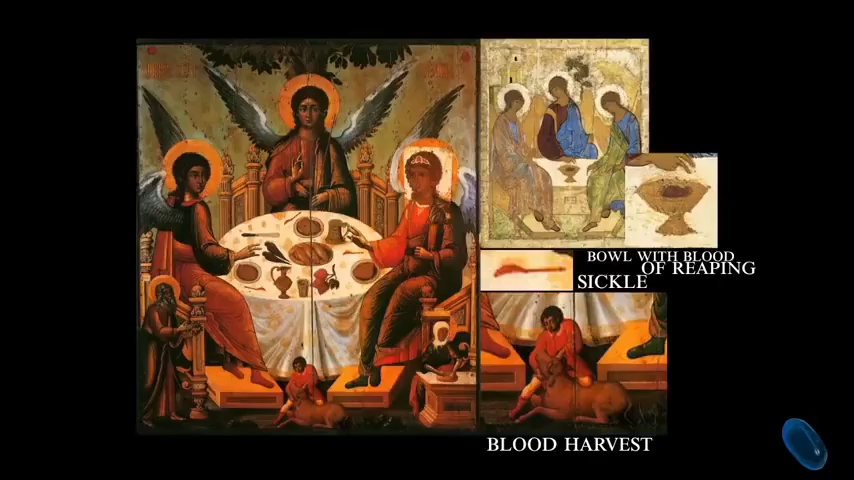 BOWL WITH BLOOD
OF REAPING
SICKLE
BLOOD HARVEST